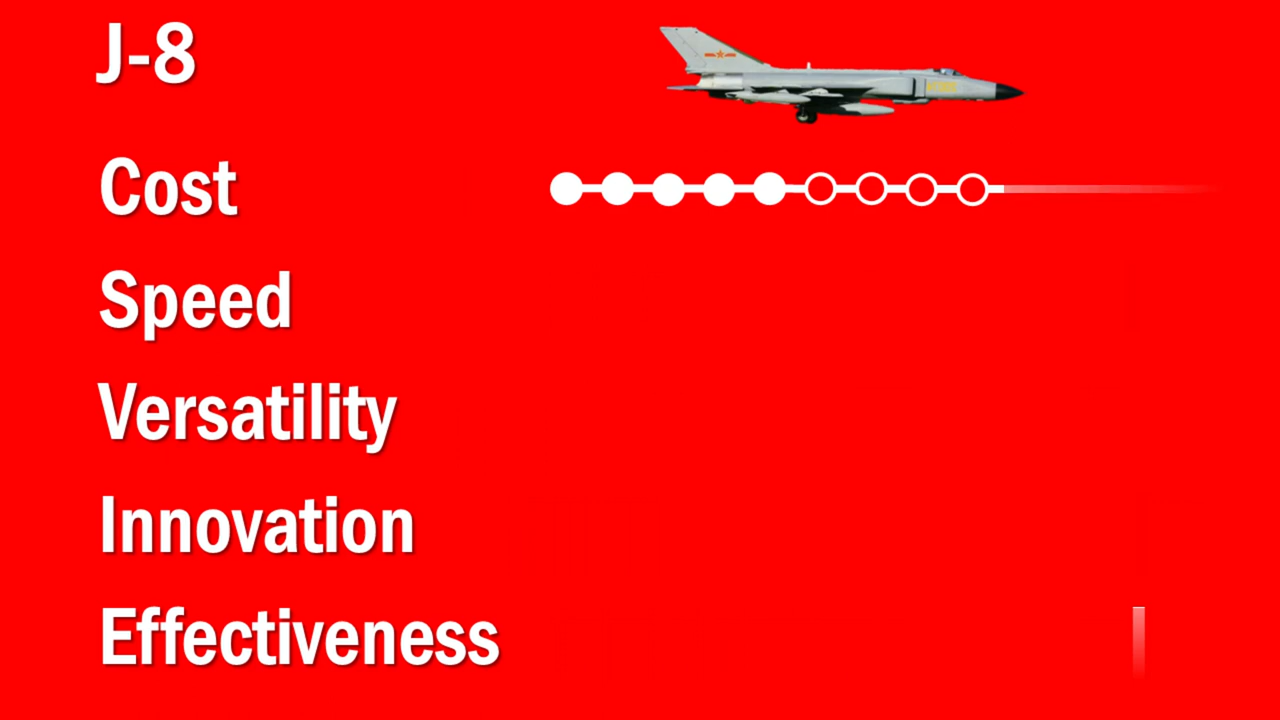 J-8
Cost
Speed
Versatility
Innovation
Effectiveness